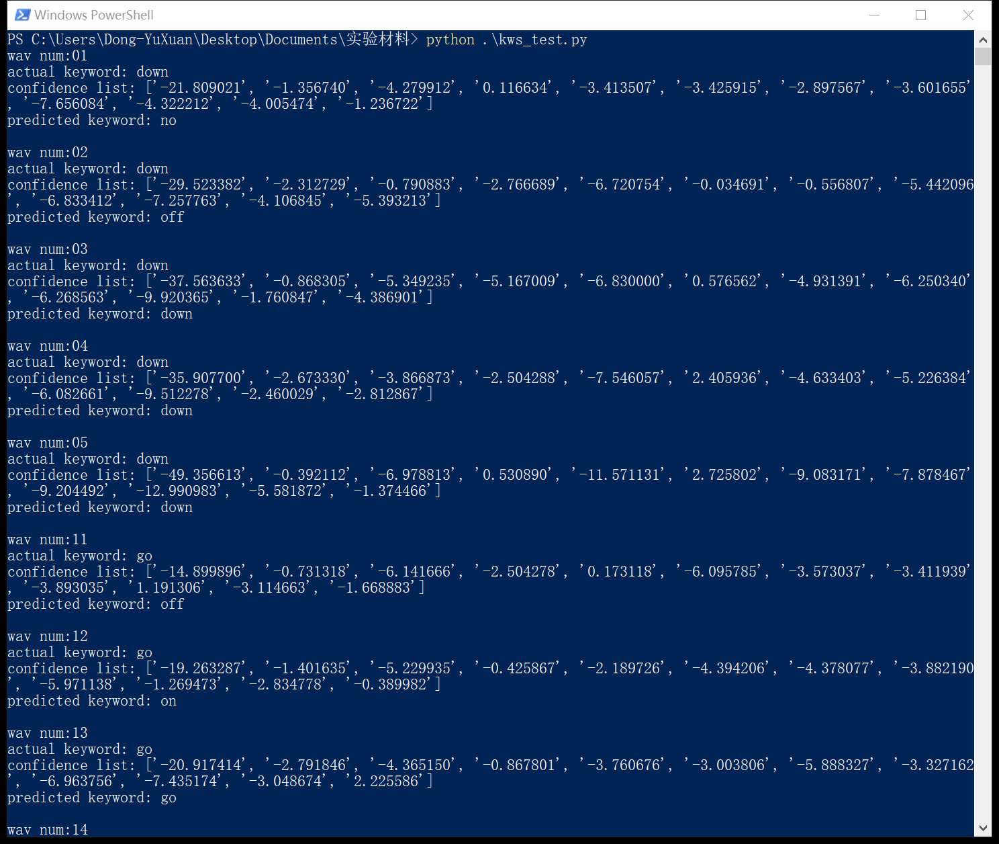 Windows PowerShell
PS C:\Users\Dong-YuXuan\Desktop\Documents\实验材料> python .\kws_test.py
wav num:01
actual keyword: down
confidence list: ['-21.809021', '-1.356740', '-4.279912', '0.116634', '-3.413507', '-3.425915', '-2.897567', '-3.601655'
, '-7.656084', '-4.322212', '-4.005474', '-1.236722']
predicted keyword: no
wav num:02
actual keyword: down
confidence list: ['-29.523382', '-2.312729', '-0.790883', '-2.766689', '-6.720754', '-0.034691', '-0.556807', '-5.442096
', '-6.833412', '-7.257763', '-4.106845', '-5.393213']
predicted keyword: off
wav num:03
actual keyword: down
confidence list: ['-37.563633', '-0.868305', '-5.349235', '-5.167009', '-6.830000', '0.576562', '-4.931391', '-6.250340'
, '-6.268563', '-9.920365', '-1.760847', '-4.386901']
predicted keyword: down
wav num:04
actual keyword: down
confidence list: ['-35.907700', '-2.673330', '-3.866873', '-2.504288', '-7.546057', '2.405936', '-4.633403', '-5.226384'
, '-6.082661', '-9.512278', '-2.460029', '-2.812867']
predicted keyword: down
wav num:05
actual keyword: down
confidence list: ['-49.356613', '-0.392112', '-6.978813', '0.530890', '-11.571131', '2.725802', '-9.083171', '-7.878467'
, '-9.204492', '-12.990983', '-5.581872', '-1.374466']
predicted keyword: down
wav num:11
actual keyword: go
confidence list: ['-14.899896', '-0.731318', '-6.141666', '-2.504278', '0.173118', '-6.095785', '-3.573037', '-3.411939'
, '-3.893035', '1.191306', '-3.114663', '-1.668883']
predicted keyword: off
wav num:12
actual keyword: go
confidence list: ['-19.263287', '-1.401635', '-5.229935', '-0.425867', '-2.189726', '-4.394206', '-4.378077', '-3.882190
', '-5.971138', '-1.269473', '-2.834778', '-0.389982']
predicted keyword: on
wav num:13
actual keyword: go
confidence list: ['-20.917414', '-2.791846', '-4.365150', '-0.867801', '-3.760676', '-3.003806', '-5.888327', '-3.327162
', '-6.963756', '-7.435174', '-3.048674', '2.225586']
predicted keyword: go
wav num:14